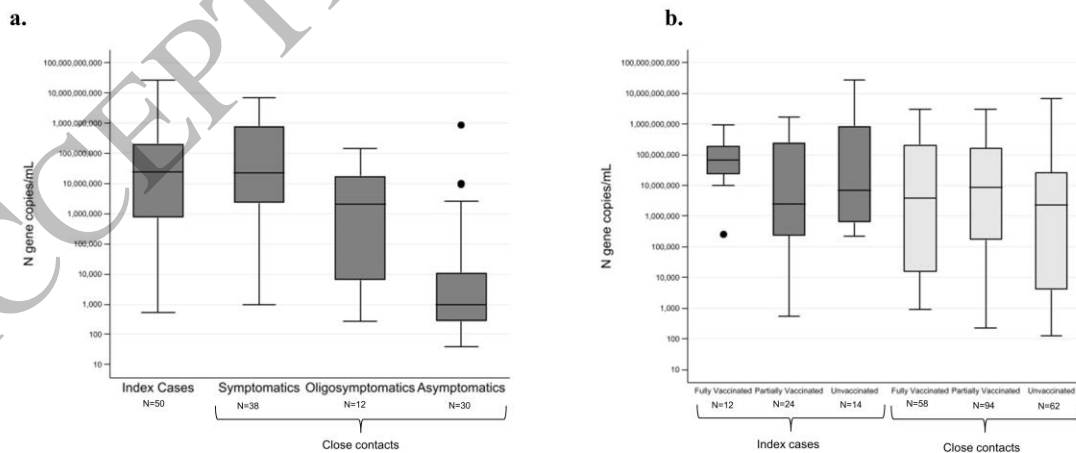 a.
N gene copies/mL
100,000,000,000
10,000,000,000
1,000,000,000
100,000,000
10,000,000
1,000,000
100,000
10,000
1,000
100
10
Index Cases Symptomatics Oligosymptomatics Asymptomatics
N=50 N=38 N=12 N=30
Close contacts
b.
N gene copies/mL
100,000,000,000
10,000,000,000
1,000,000,000
100,000,000
10,000,000
1,000,000
100,000
10,000
1,000
100
10
Fully Vaccinated Partially Vaccinated Unvaccinated Fully Vaccinated Partially Vaccinated Unvaccinated
N=12 N=24 N=14 N=58 N=94 N=62
Index cases Close contacts
CCEPT